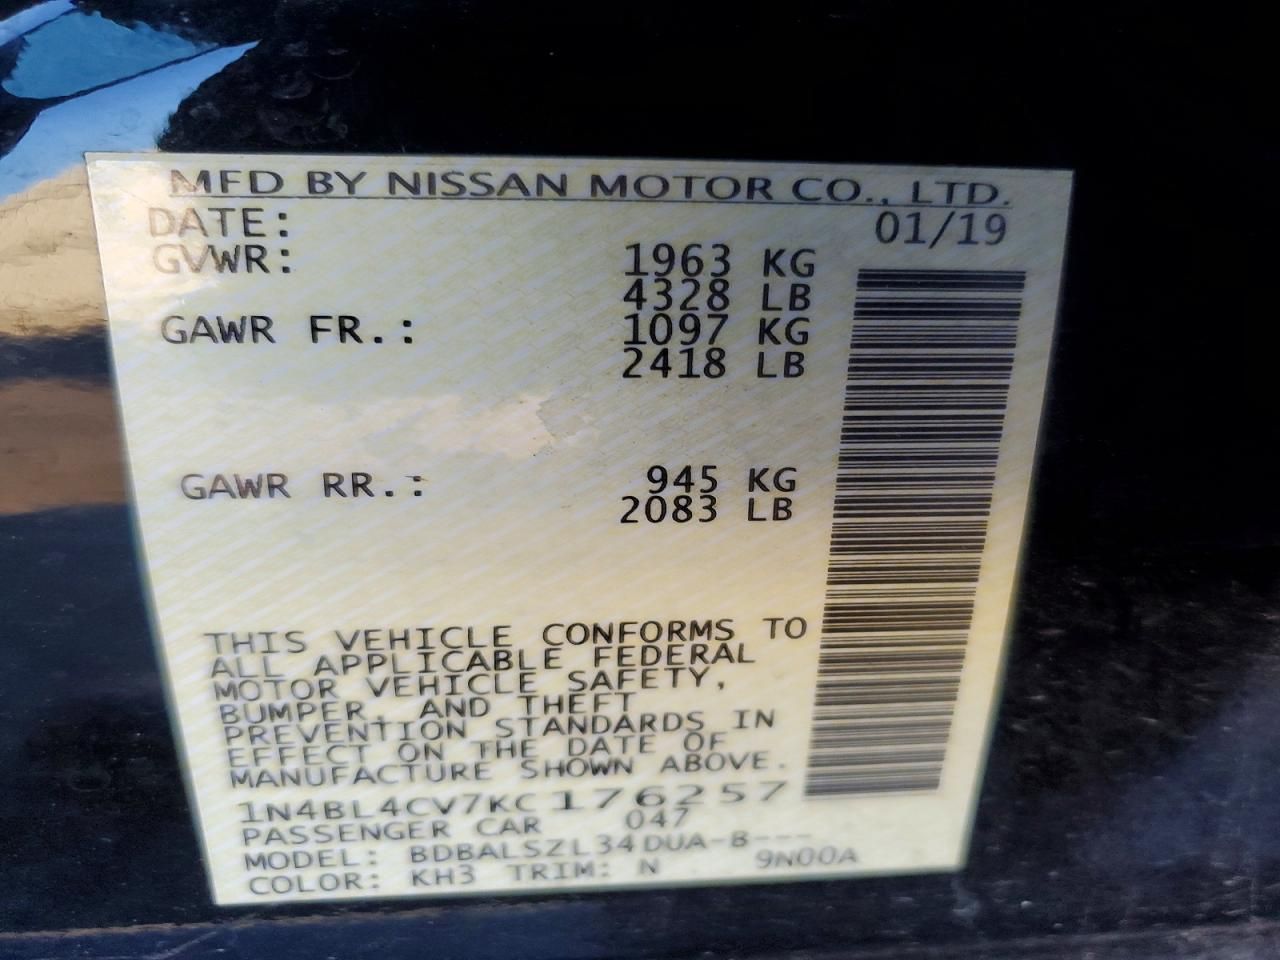 MFD BY NISSAN MOTOR CO., LTD.
DATE: 01/19
GVWR: 1963 KG
4328 LB
GAWR FR.: 1097 KG
2418 LB
GAWR RR.: 945 KG
2083 LB
THIS VEHICLE CONFORMS TO
ALL APPLICABLE FEDERAL
MOTOR VEHICLE SAFETY,
BUMPER, AND THEFT
PREVENTION STANDARDS IN
EFFECT ON THE DATE OF
MANUFACTURE SHOWN ABOVE.
1N4BL4CV7KC176257
PASSENGER CAR 047
MODEL: BDBALSZL34DUA-B---
COLOR: KH3 TRIM: N 9N00A